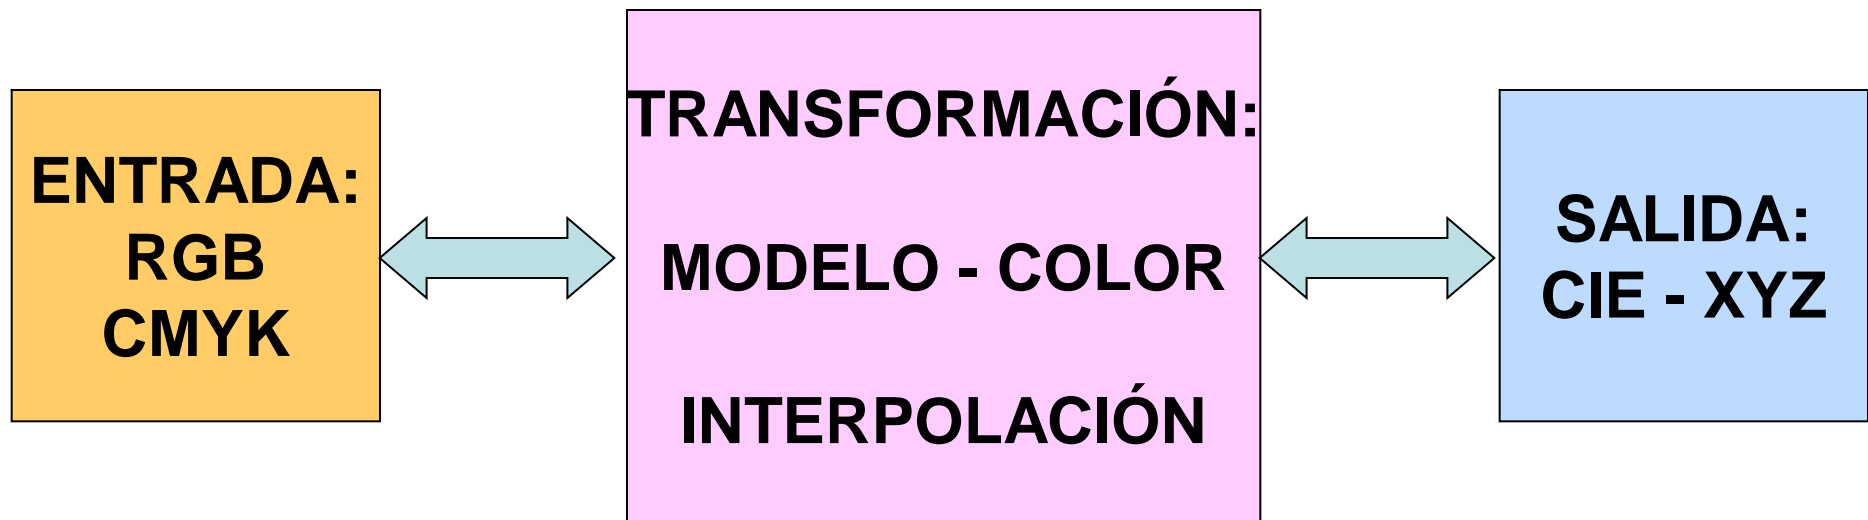 ENTRADA:
RGB
CMYK
TRANSFORMACIÓN:
MODELO - COLOR
INTERPOLACIÓN
SALIDA:
CIE - XYZ